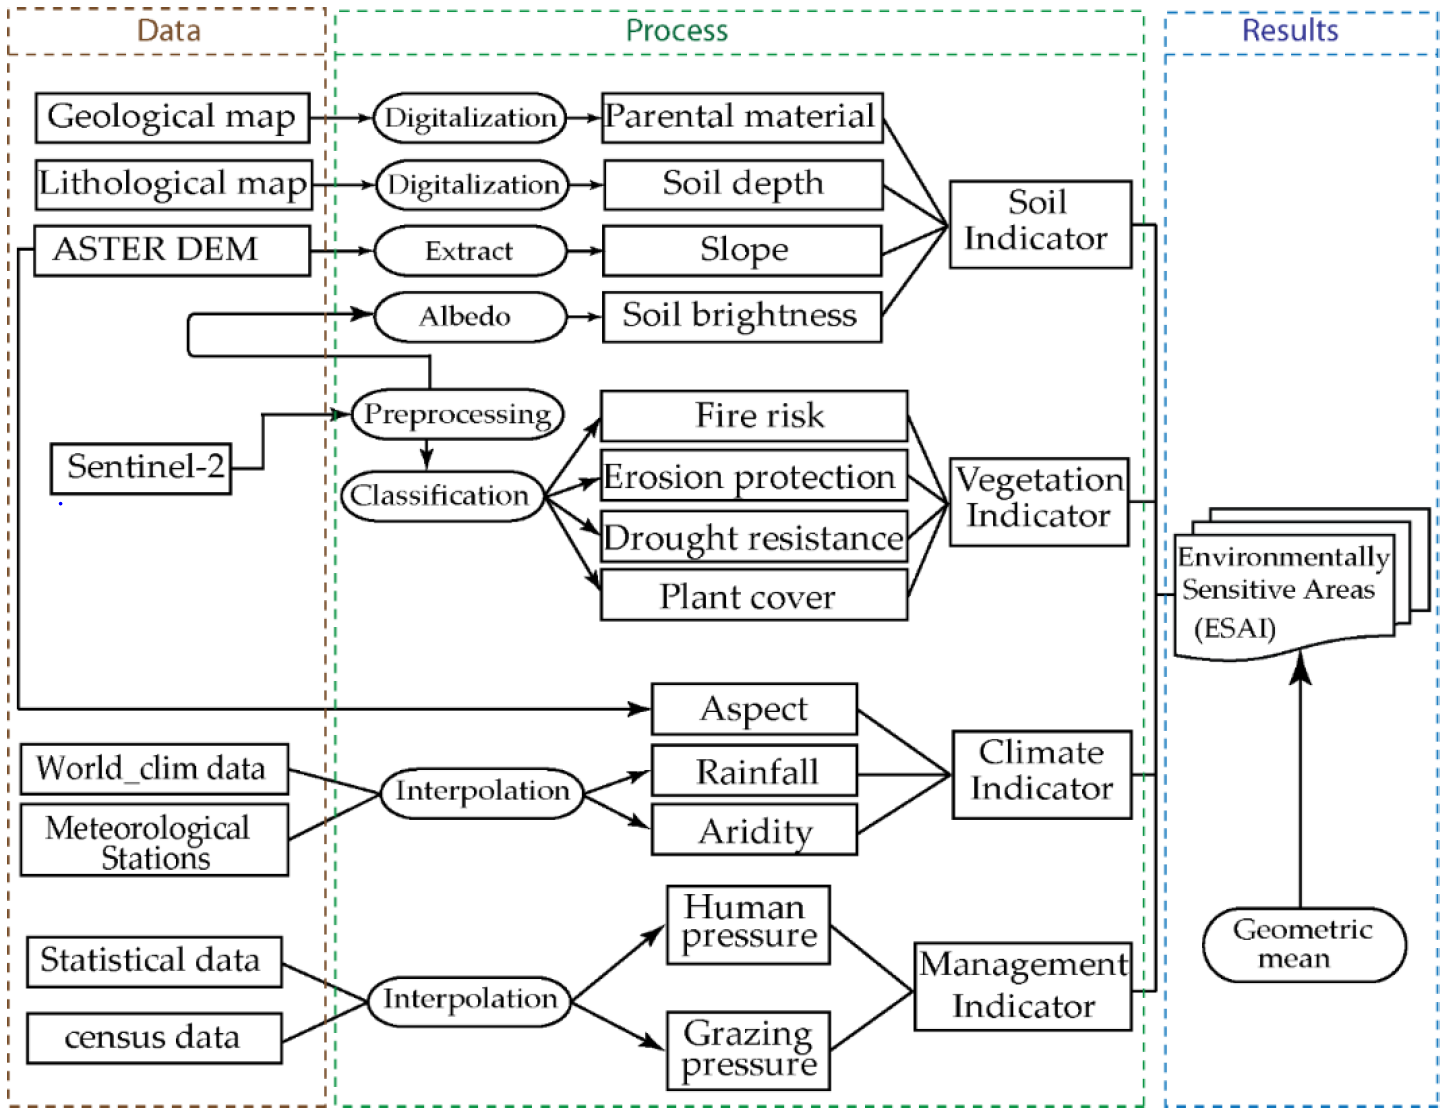 Data
Process
Results
Geological map
Digitalization
Parental material
Lithological map
Digitalization
Soil depth
Soil
Indicator
ASTER DEM
Extract
Slope
Albedo
Soil brightness
Preprocessing
Sentinel-2
Classification
Fire risk
Erosion protection
Drought resistance
Plant cover
Vegetation
Indicator
Environmentally
Sensitive Areas
(ESAI)
Aspect
World_clim data
Meteorological
Stations
Interpolation
Rainfall
Aridity
Climate
Indicator
Statistical data
census data
Interpolation
Human
pressure
Grazing
pressure
Management
Indicator
Geometric
mean